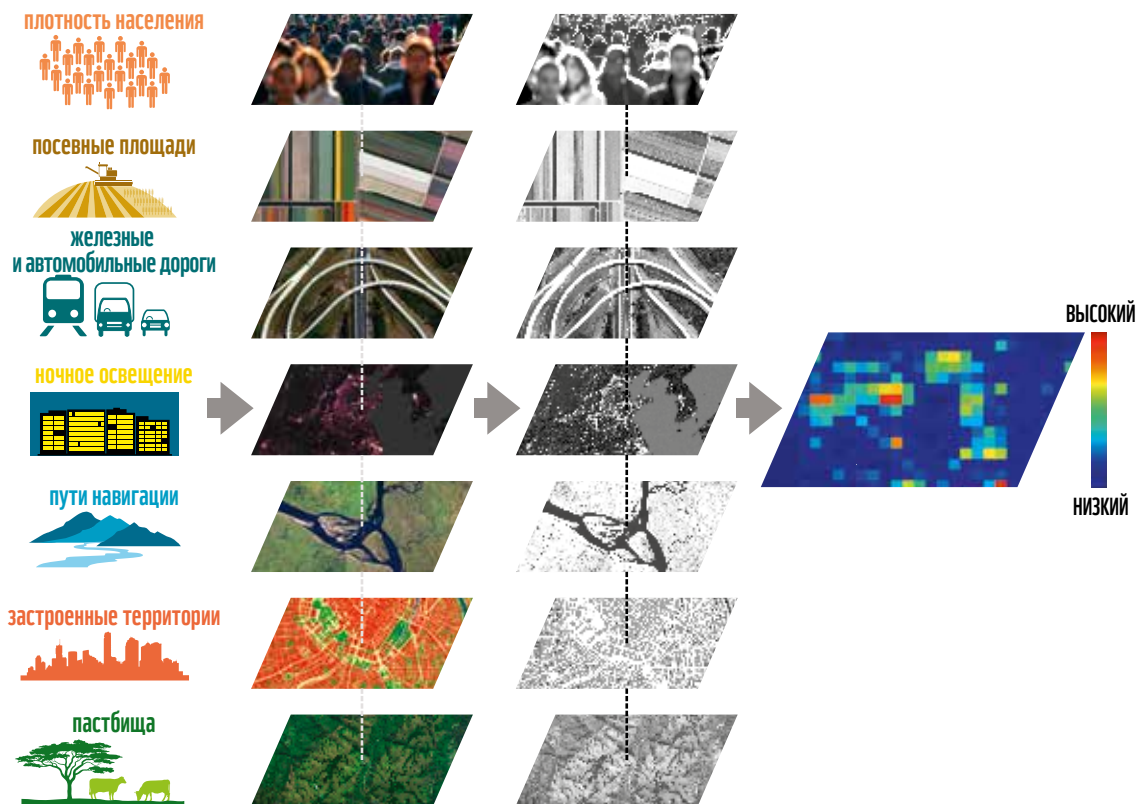 плотность населения
посевные площади
железные
и автомобильные дороги
ночное освещение
пути навигации
застроенные территории
пастбища
ВЫСОКИЙ
НИЗКИЙ